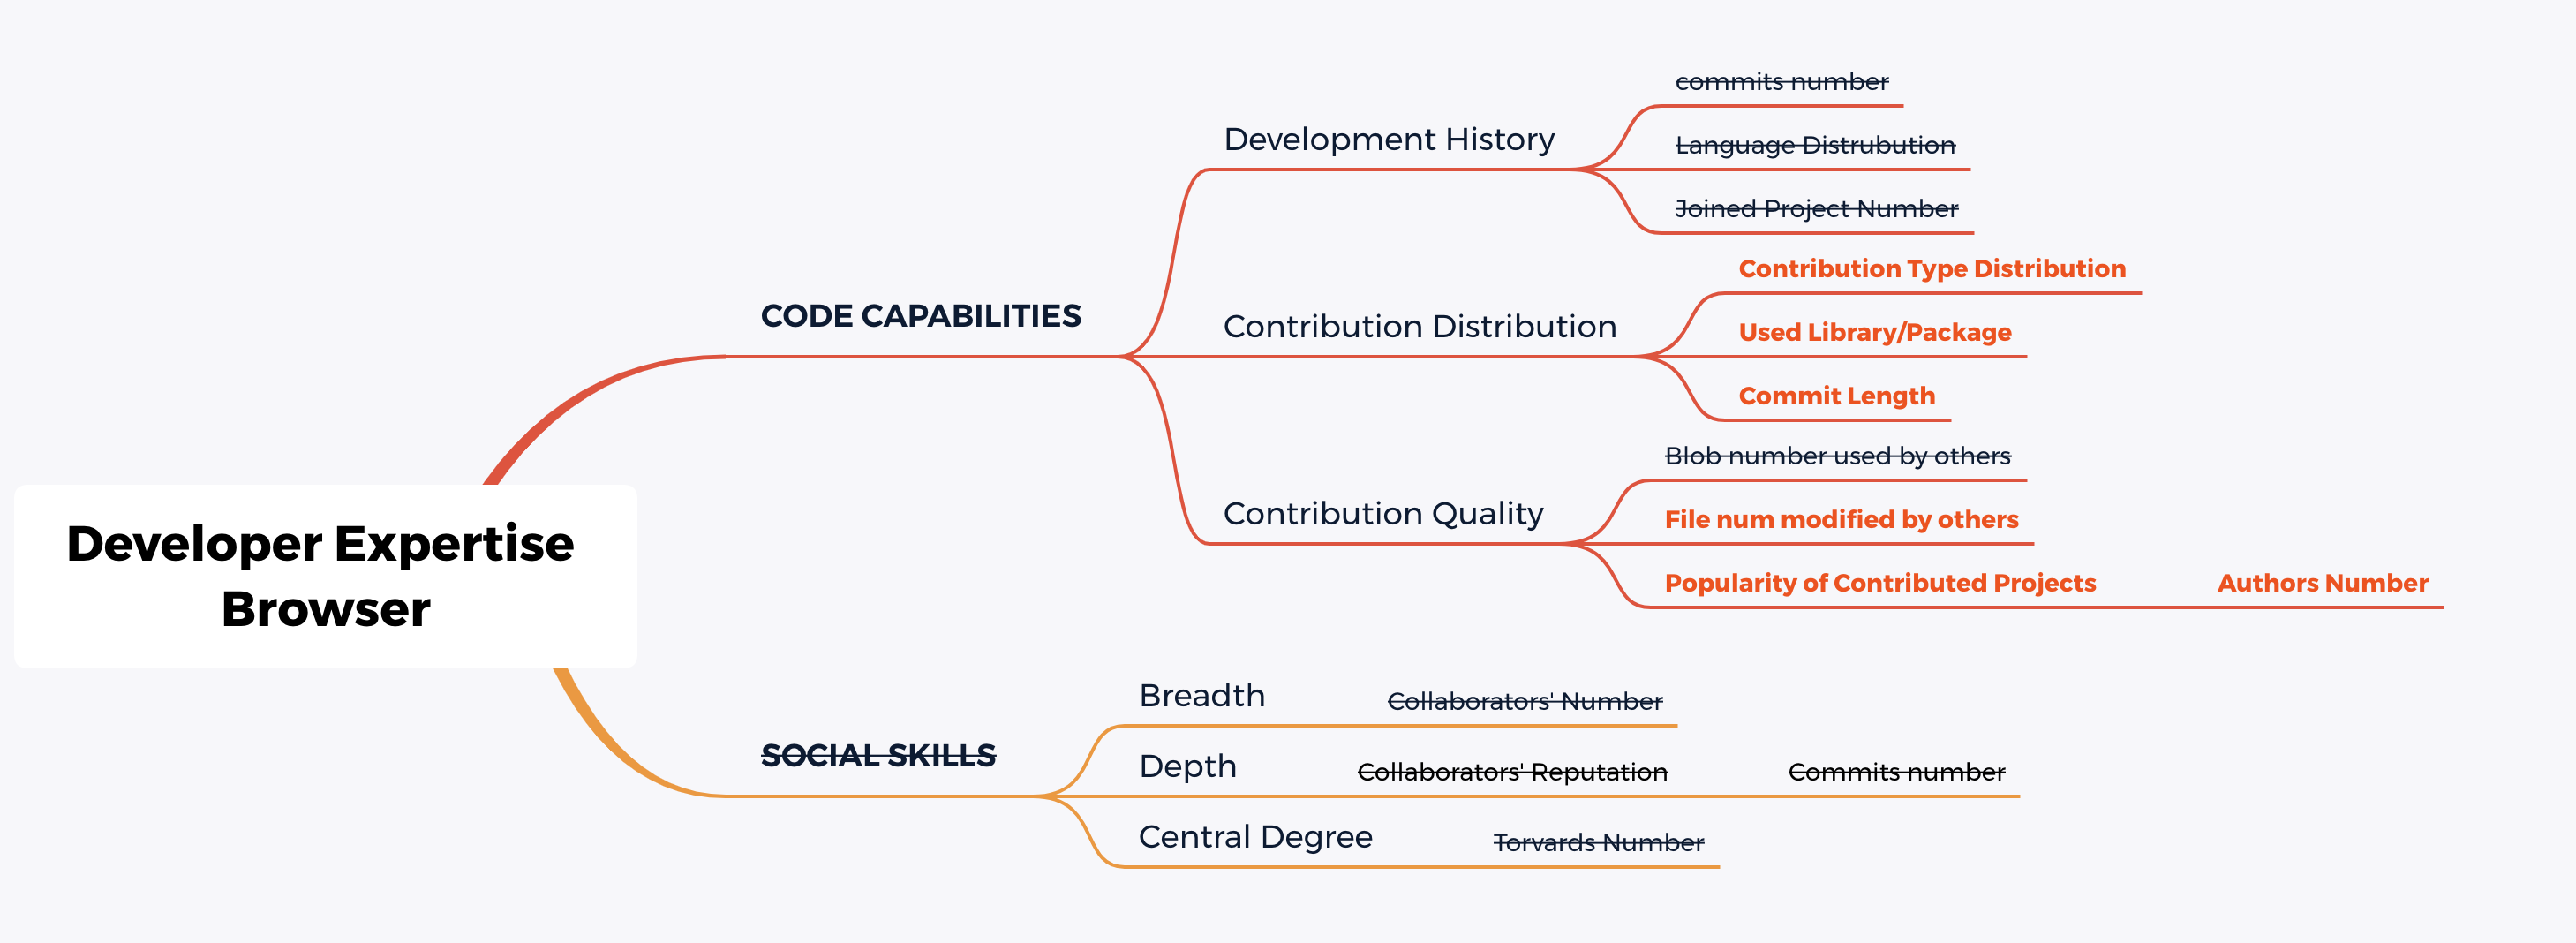 commits number
Language Distrubution
Joined Project Number
Development History
Contribution Type Distribution
Used Library/Package
Commit Length
Contribution Distribution
CODE CAPABILITIES
Blob number used by others
File num modified by others
Popularity of Contributed Projects
Authors Number
Contribution Quality
Developer Expertise
Browser
Breadth
Collaborators' Number
SOCIAL SKILLS
Depth
Collaborators' Reputation
Commits number
Central Degree
Torvards Number